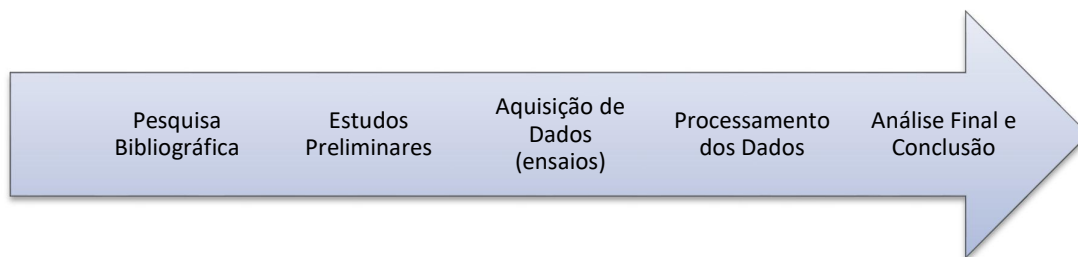 Pesquisa
Bibliográfica
Estudos
Preliminares
Aquisição de
Dados
(ensaios)
Processamento
dos Dados
Análise Final e
Conclusão